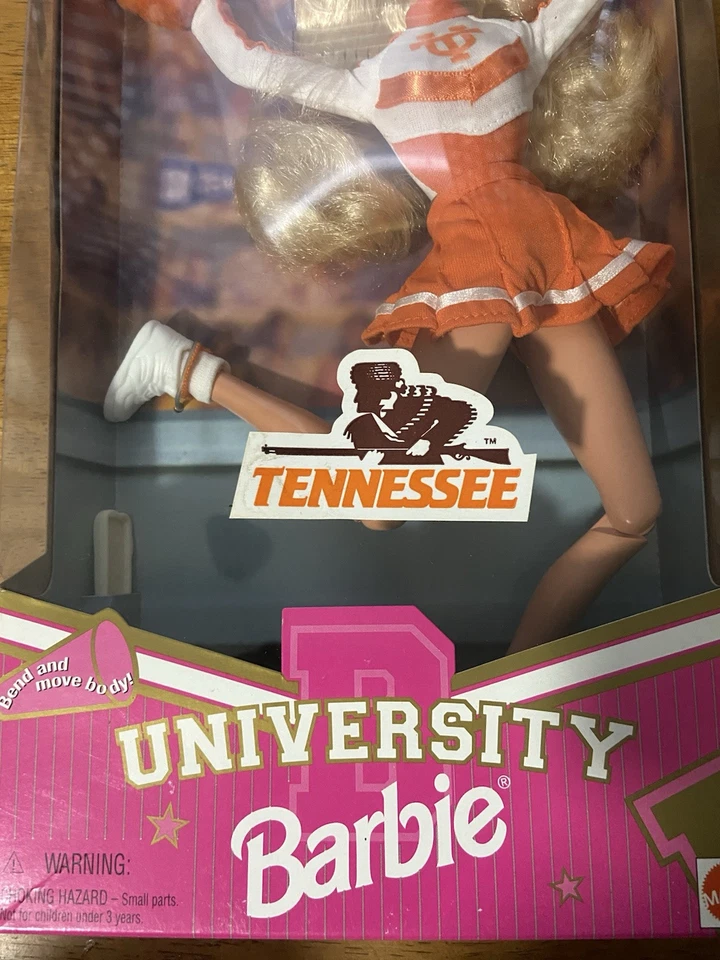 TENNESSEE
TM
Bend and
move body!
B
UNIVERSITY
Barbie®
WARNING:
CHOKING HAZARD – Small parts.
Not for children under 3 years.